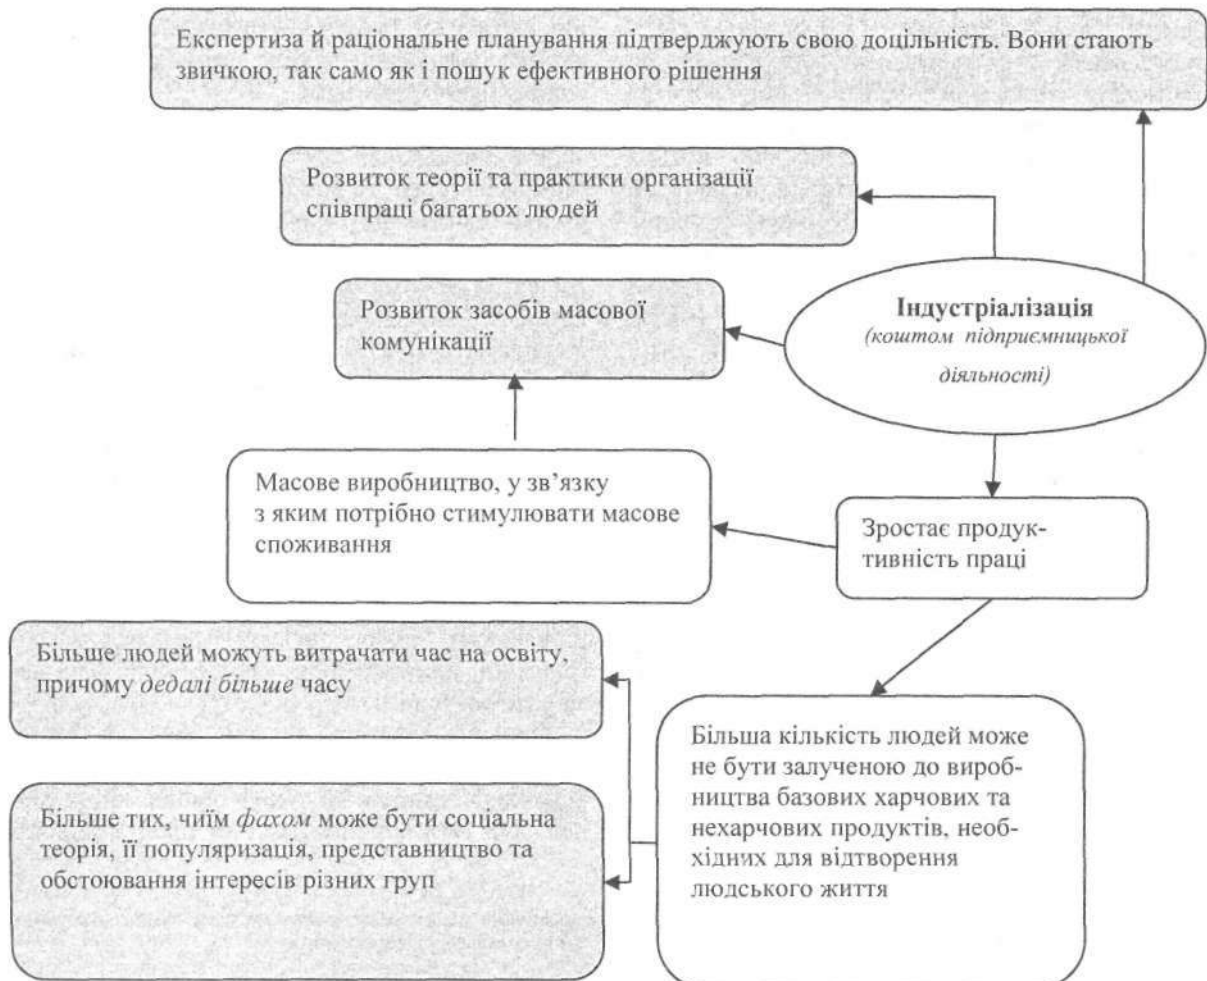 Експертиза й раціональне планування підтверджують свою доцільність. Вони стають
звичкою, так само як і пошук ефективного рішення
Розвиток теорії та практики організації
співпраці багатьох людей
Індустріалізація
(коштом підприємницької
діяльності)
Розвиток засобів масової
комунікації
Масове виробництво, у зв’язку
з яким потрібно стимулювати масове
споживання
Зростає продук-
тивність праці
Більше людей можуть витрачати час на освіту,
причому дедалі більше часу
Більша кількість людей може
не бути залученою до вироб-
ництва базових харчових та
нехарчових продуктів, необ-
хідних для відтворення
людського життя
Більше тих, чиїм фахом може бути соціальна
теорія, її популяризація, представництво та
обстоювання інтересів різних груп